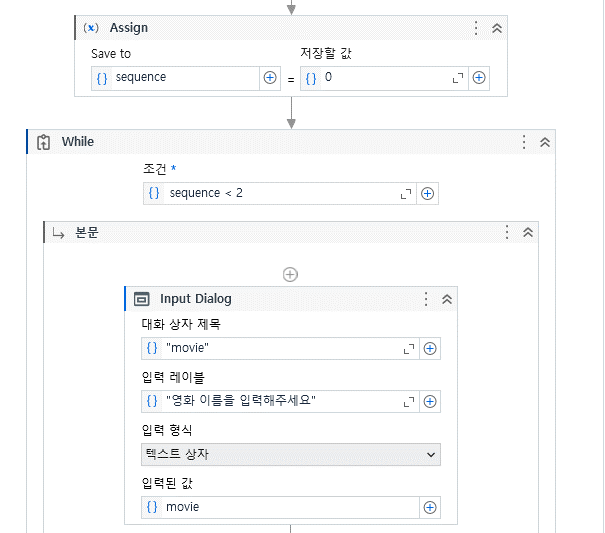 Assign
Save to
저장할 값
sequence
=
0
While
조건 *
sequence < 2
본문
Input Dialog
대화 상자 제목
"movie"
입력 레이블
"영화 이름을 입력해주세요"
입력 형식
텍스트 상자
입력된 값
movie